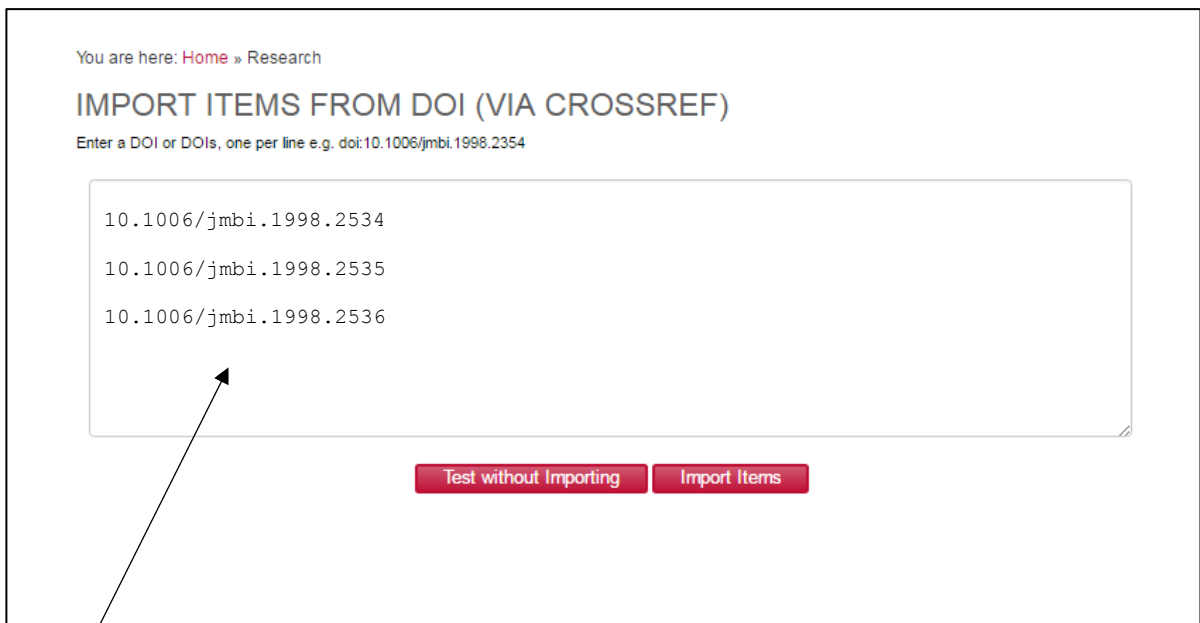 You are here: Home » Research
IMPORT ITEMS FROM DOI (VIA CROSSREF)
Enter a DOI or DOIs, one per line e.g. doi:10.1006/jmbi.1998.2354
10.1006/jmbi.1998.2534
10.1006/jmbi.1998.2535
10.1006/jmbi.1998.2536
Test without Importing Import Items